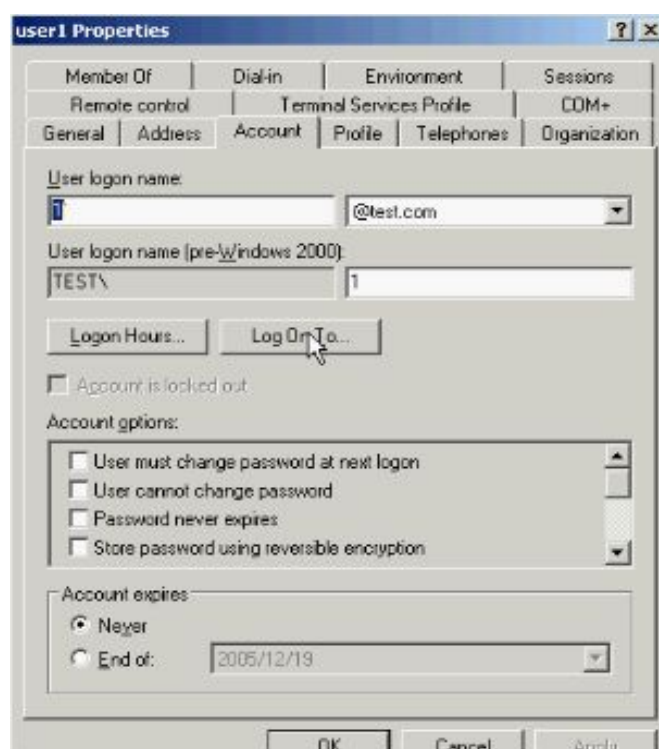 user1 Properties
Member Of Dial-in Environment Sessions
Remote control Terminal Services Profile COM+
General Address Account Profile Telephones Organization
User logon name:
1 @test.com
User logon name (pre-Windows 2000):
TEST\ 1
Logon Hours... Log On To...
Account is locked out
Account options:
User must change password at next logon
User cannot change password
Password never expires
Store password using reversible encryption
Account expires
Never
End of: 2005/12/19
OK Cancel Apply